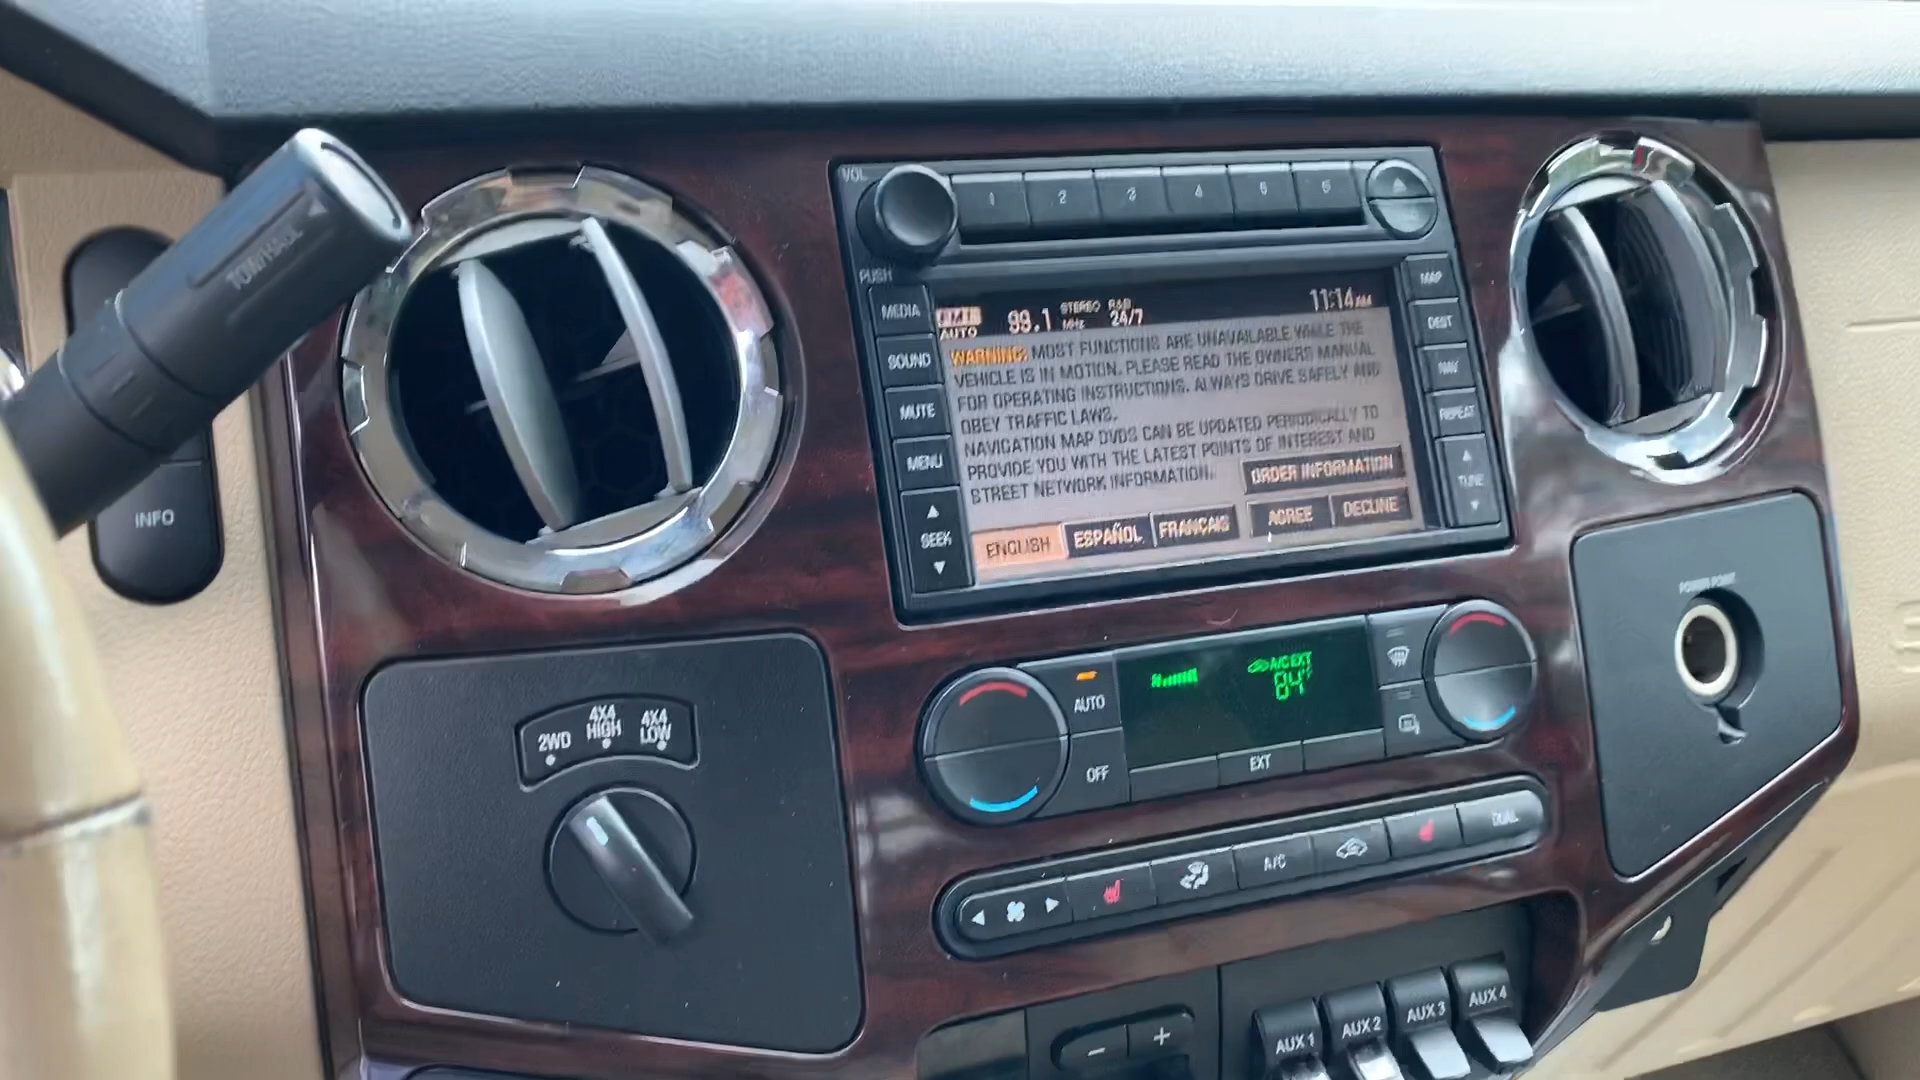 VOL
1 2 3 4 5 6
PUSH
TOW/HAUL
INFO
MEDIA
SOUND
MUTE
MENU
SEEK
MAP
DEST
NAV
REPEAT
TUNE
AUTO 99.1 MHz STEREO R&B 24/7 11:14 AM
WARNING: MOST FUNCTIONS ARE UNAVAILABLE WHILE THE
VEHICLE IS IN MOTION. PLEASE READ THE OWNERS MANUAL
FOR OPERATING INSTRUCTIONS. ALWAYS DRIVE SAFELY AND
OBEY TRAFFIC LAWS.
NAVIGATION MAP DVDS CAN BE UPDATED PERIODICALLY TO
PROVIDE YOU WITH THE LATEST POINTS OF INTEREST AND
STREET NETWORK INFORMATION.
ORDER INFORMATION
ENGLISH ESPAÑOL FRANÇAIS AGREE DECLINE
POWER POINT
2WD
4X4 HIGH
4X4 LOW
AUTO
OFF
A/C EXT
84°F
EXT
A/C
DUAL
AUX 1
AUX 2
AUX 3
AUX 4